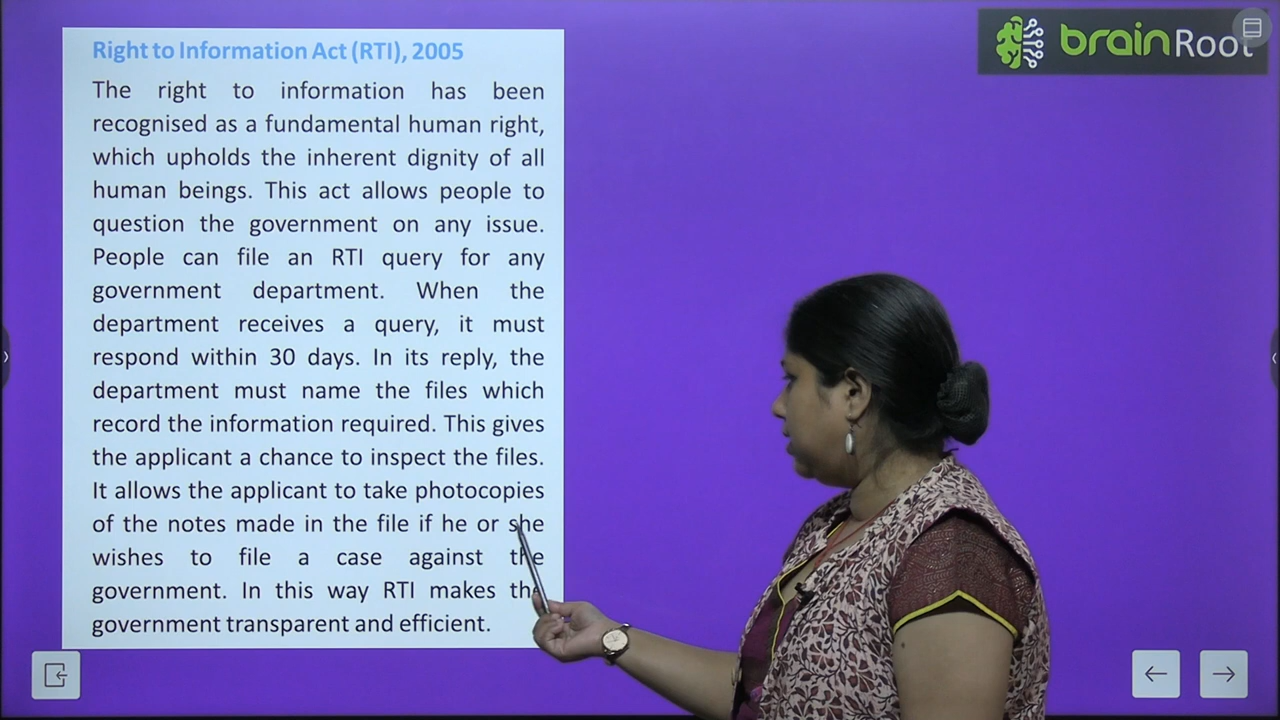 Right to Information Act (RTI), 2005
The right to information has been
recognised as a fundamental human right,
which upholds the inherent dignity of all
human beings. This act allows people to
question the government on any issue.
People can file an RTI query for any
government department. When the
department receives a query, it must
respond within 30 days. In its reply, the
department must name the files which
record the information required. This gives
the applicant a chance to inspect the files.
It allows the applicant to take photocopies
of the notes made in the file if he or she
wishes to file a case against the
government. In this way RTI makes the
government transparent and efficient.
brainRoot